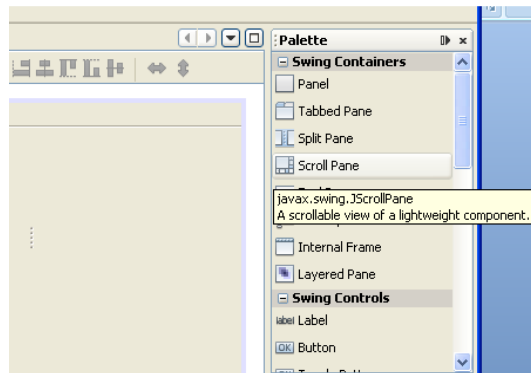 Palette
Swing Containers
Panel
Tabbed Pane
Split Pane
Scroll Pane
javax.swing.JScrollPane
A scrollable view of a lightweight component.
Internal Frame
Layered Pane
Swing Controls
label Label
OK Button